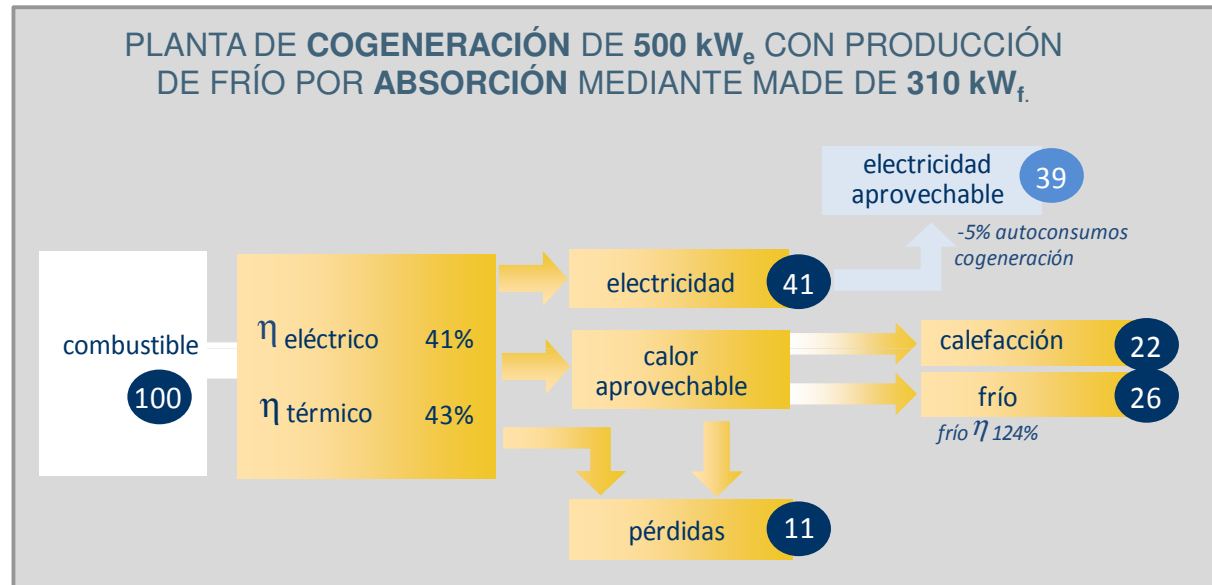 PLANTA DE COGENERACIÓN DE 500 kWe CON PRODUCCIÓN
DE FRÍO POR ABSORCIÓN MEDIANTE MADE DE 310 kWf.
electricidad
aprovechable
39
-5% autoconsumos
cogeneración
combustible
100
η eléctrico 41%
η térmico 43%
electricidad
41
calor
aprovechable
calefacción
22
frío
26
frío η 124%
pérdidas
11